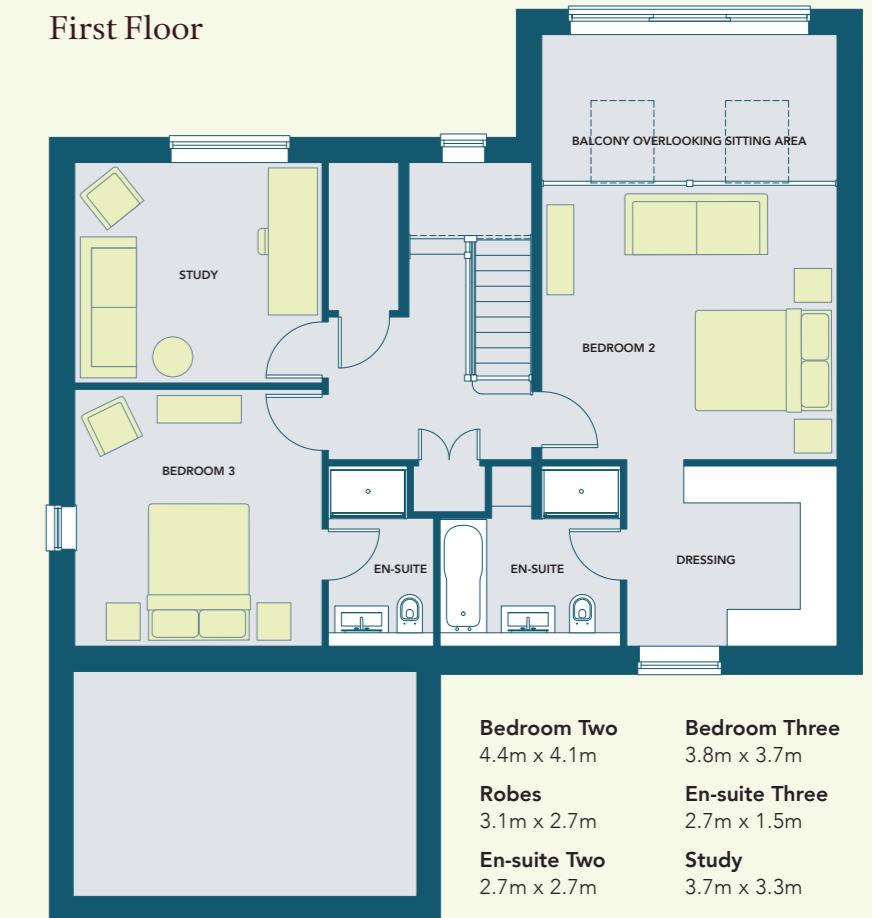 First Floor
BALCONY OVERLOOKING SITTING AREA
STUDY
BEDROOM 2
BEDROOM 3
EN-SUITE
EN-SUITE
DRESSING
Bedroom Two
4.4m x 4.1m
Robes
3.1m x 2.7m
En-suite Two
2.7m x 2.7m
Bedroom Three
3.8m x 3.7m
En-suite Three
2.7m x 1.5m
Study
3.7m x 3.3m